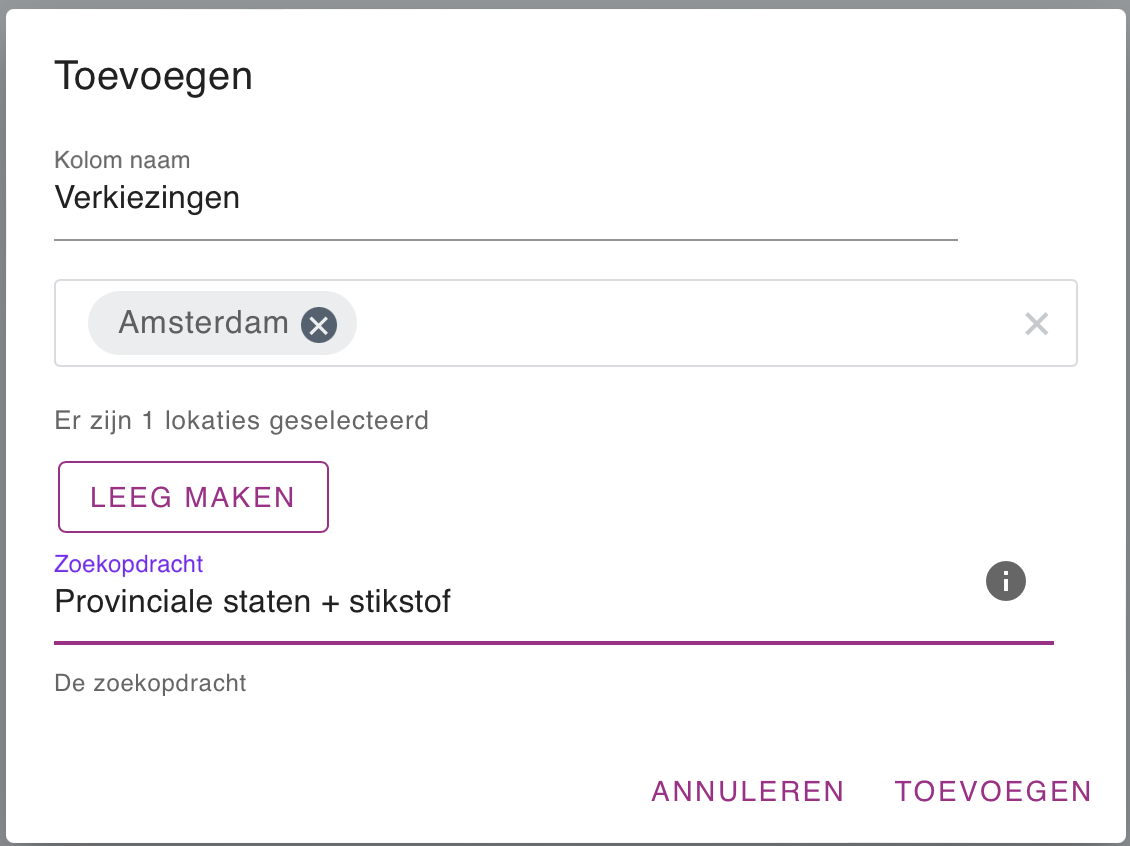 Toevoegen
Kolom naam
Verkiezingen
Amsterdam
Er zijn 1 lokaties geselecteerd
LEEG MAKEN
Zoekopdracht
Provinciale staten + stikstof
De zoekopdracht
ANNULEREN TOEVOEGEN